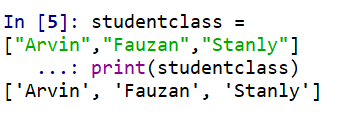 In [5]: studentclass =
["Arvin","Fauzan","Stanly"]
...: print(studentclass)
['Arvin', 'Fauzan', 'Stanly']